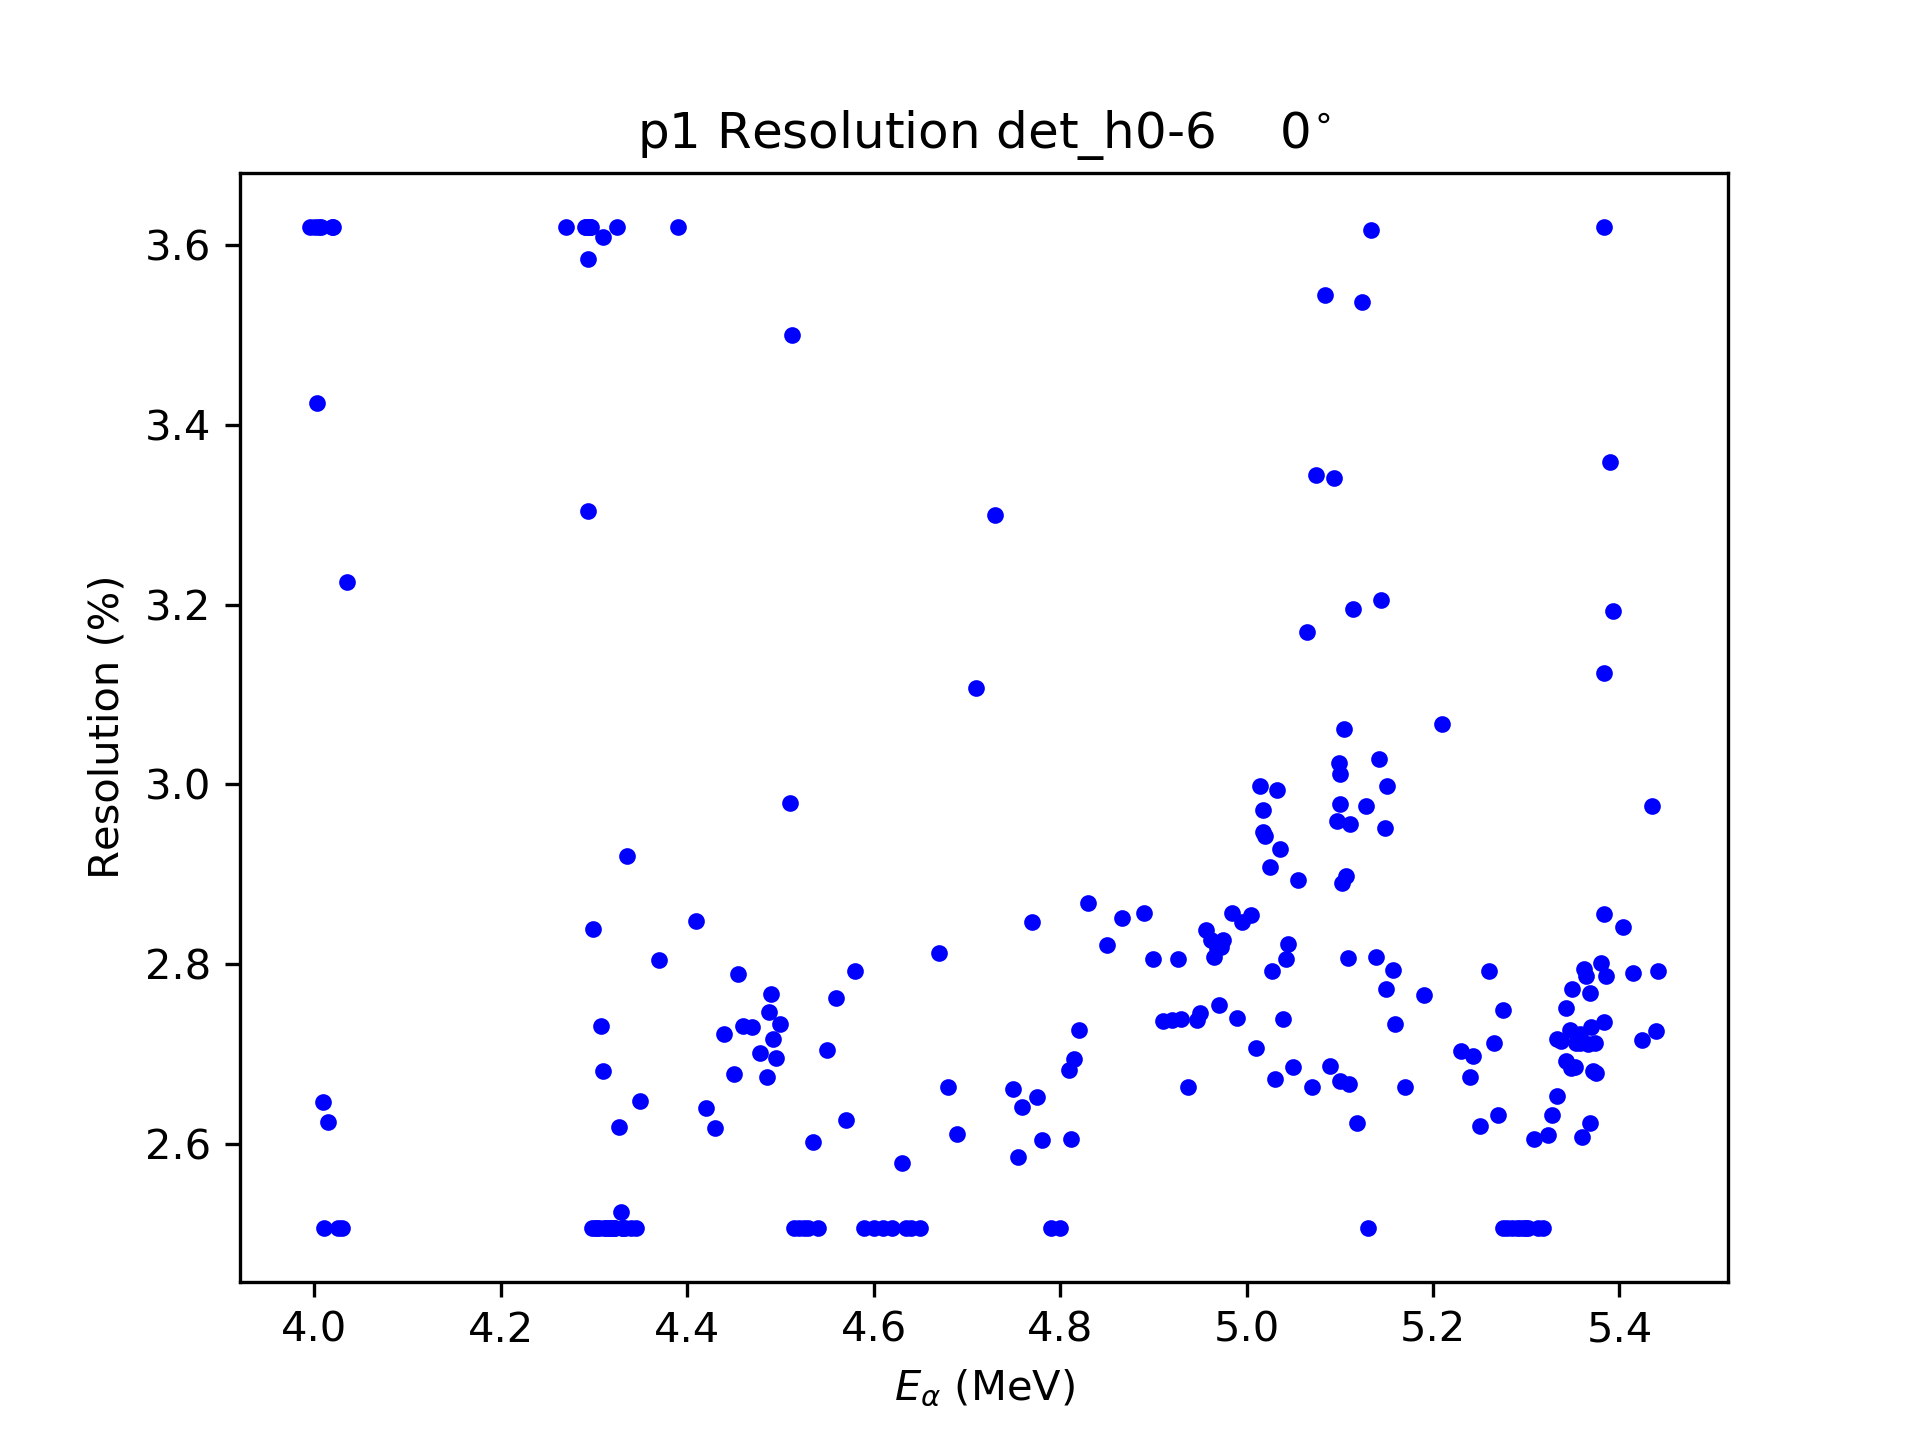 p1 Resolution det_h0-6 0°
Resolution (%)
3.6
3.4
3.2
3.0
2.8
2.6
4.0 4.2 4.4 4.6 4.8 5.0 5.2 5.4
Eα (MeV)